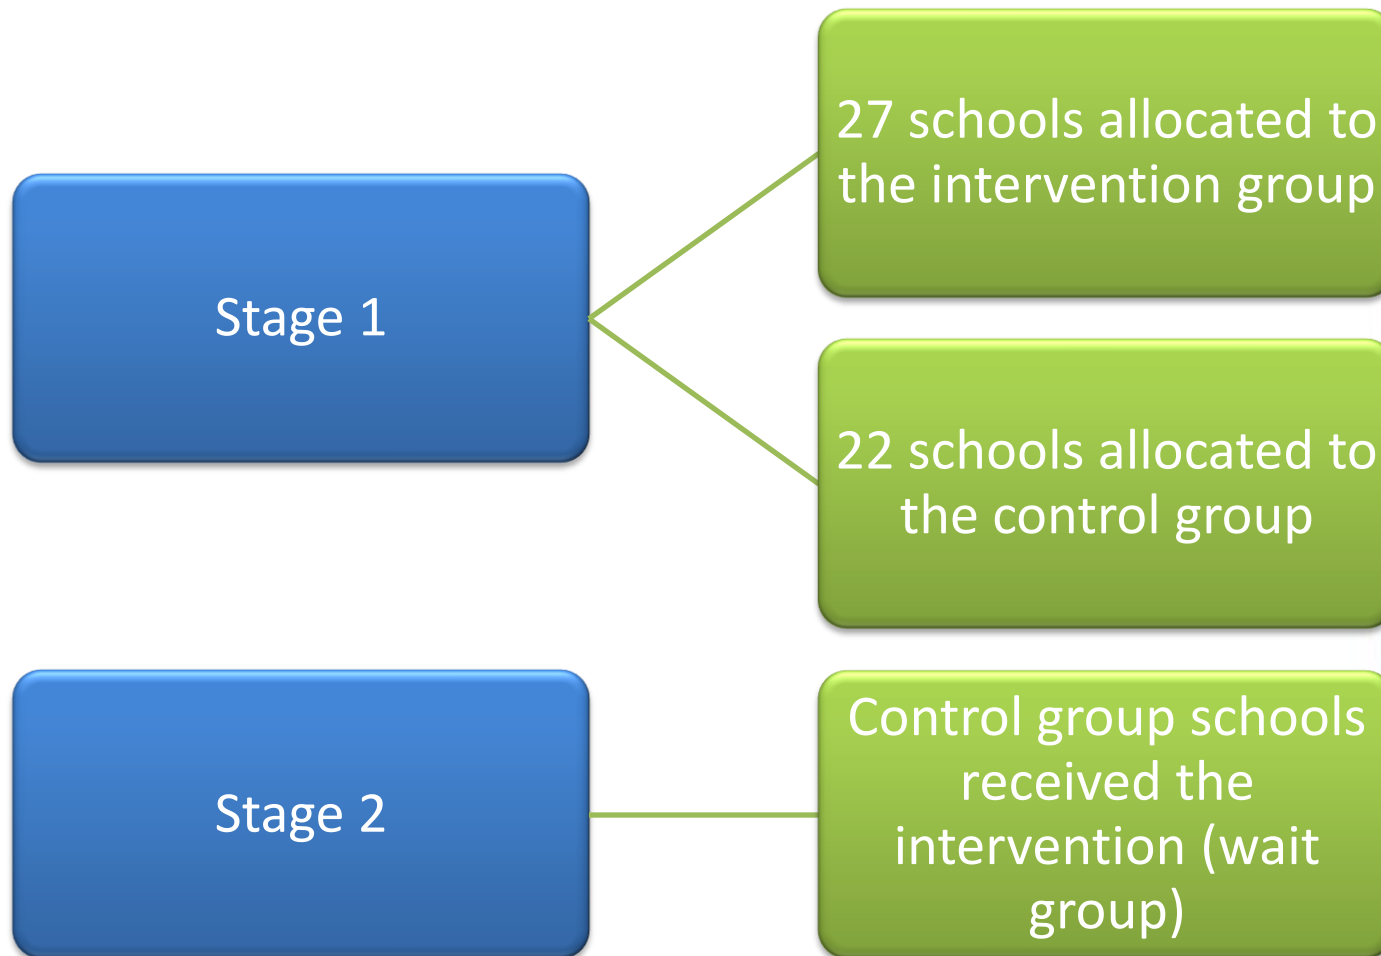 Stage 1
27 schools allocated to
the intervention group
22 schools allocated to
the control group
Stage 2
Control group schools
received the
intervention (wait
group)